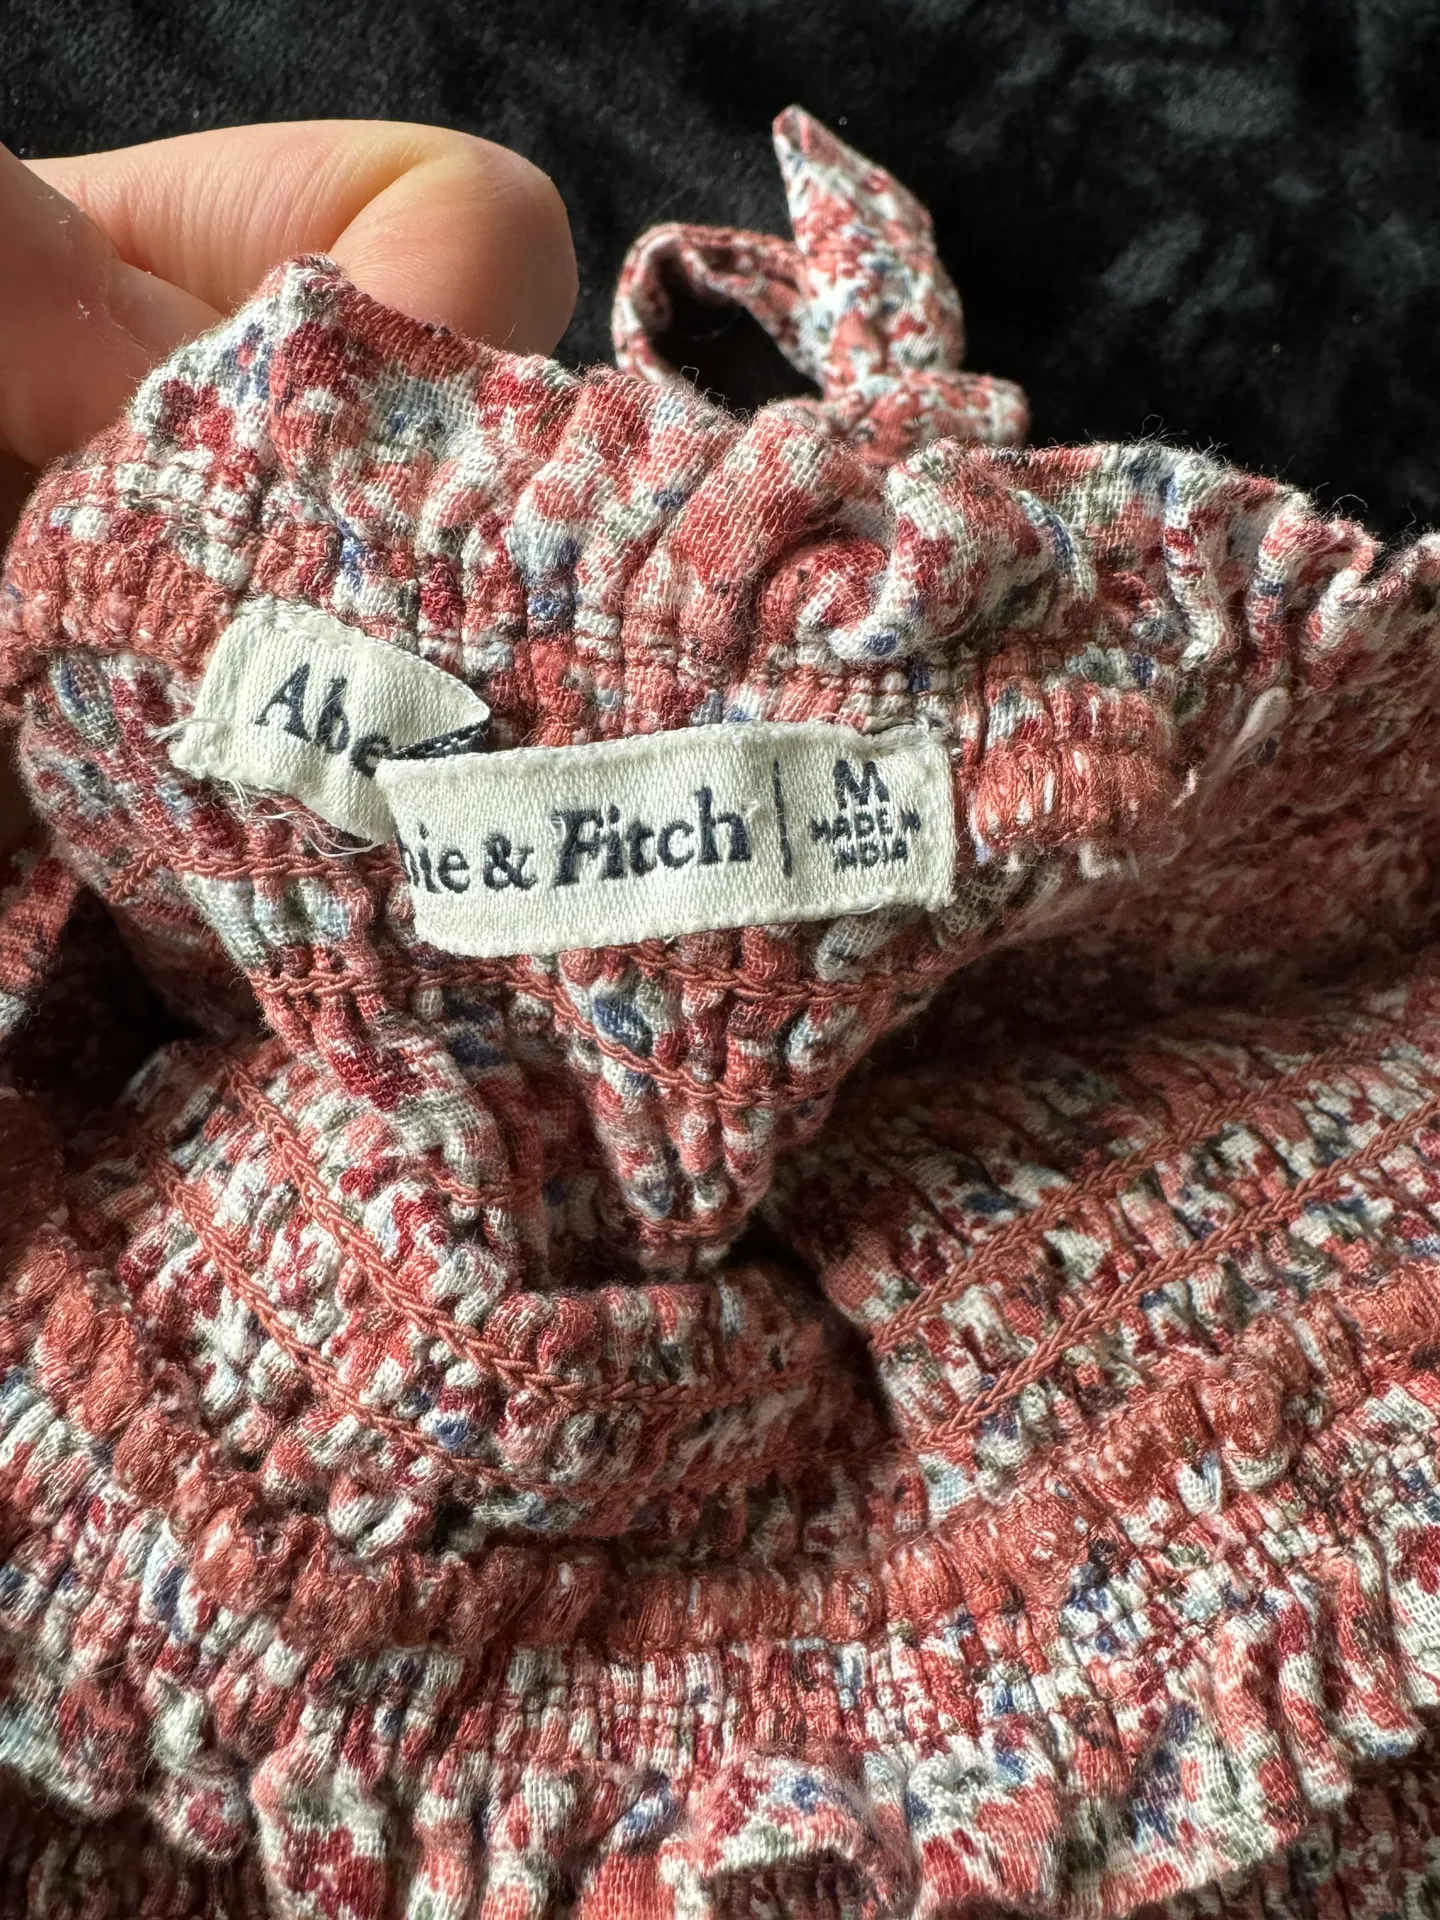 Abe bie & Fitch | M
MADE IN
INDIA